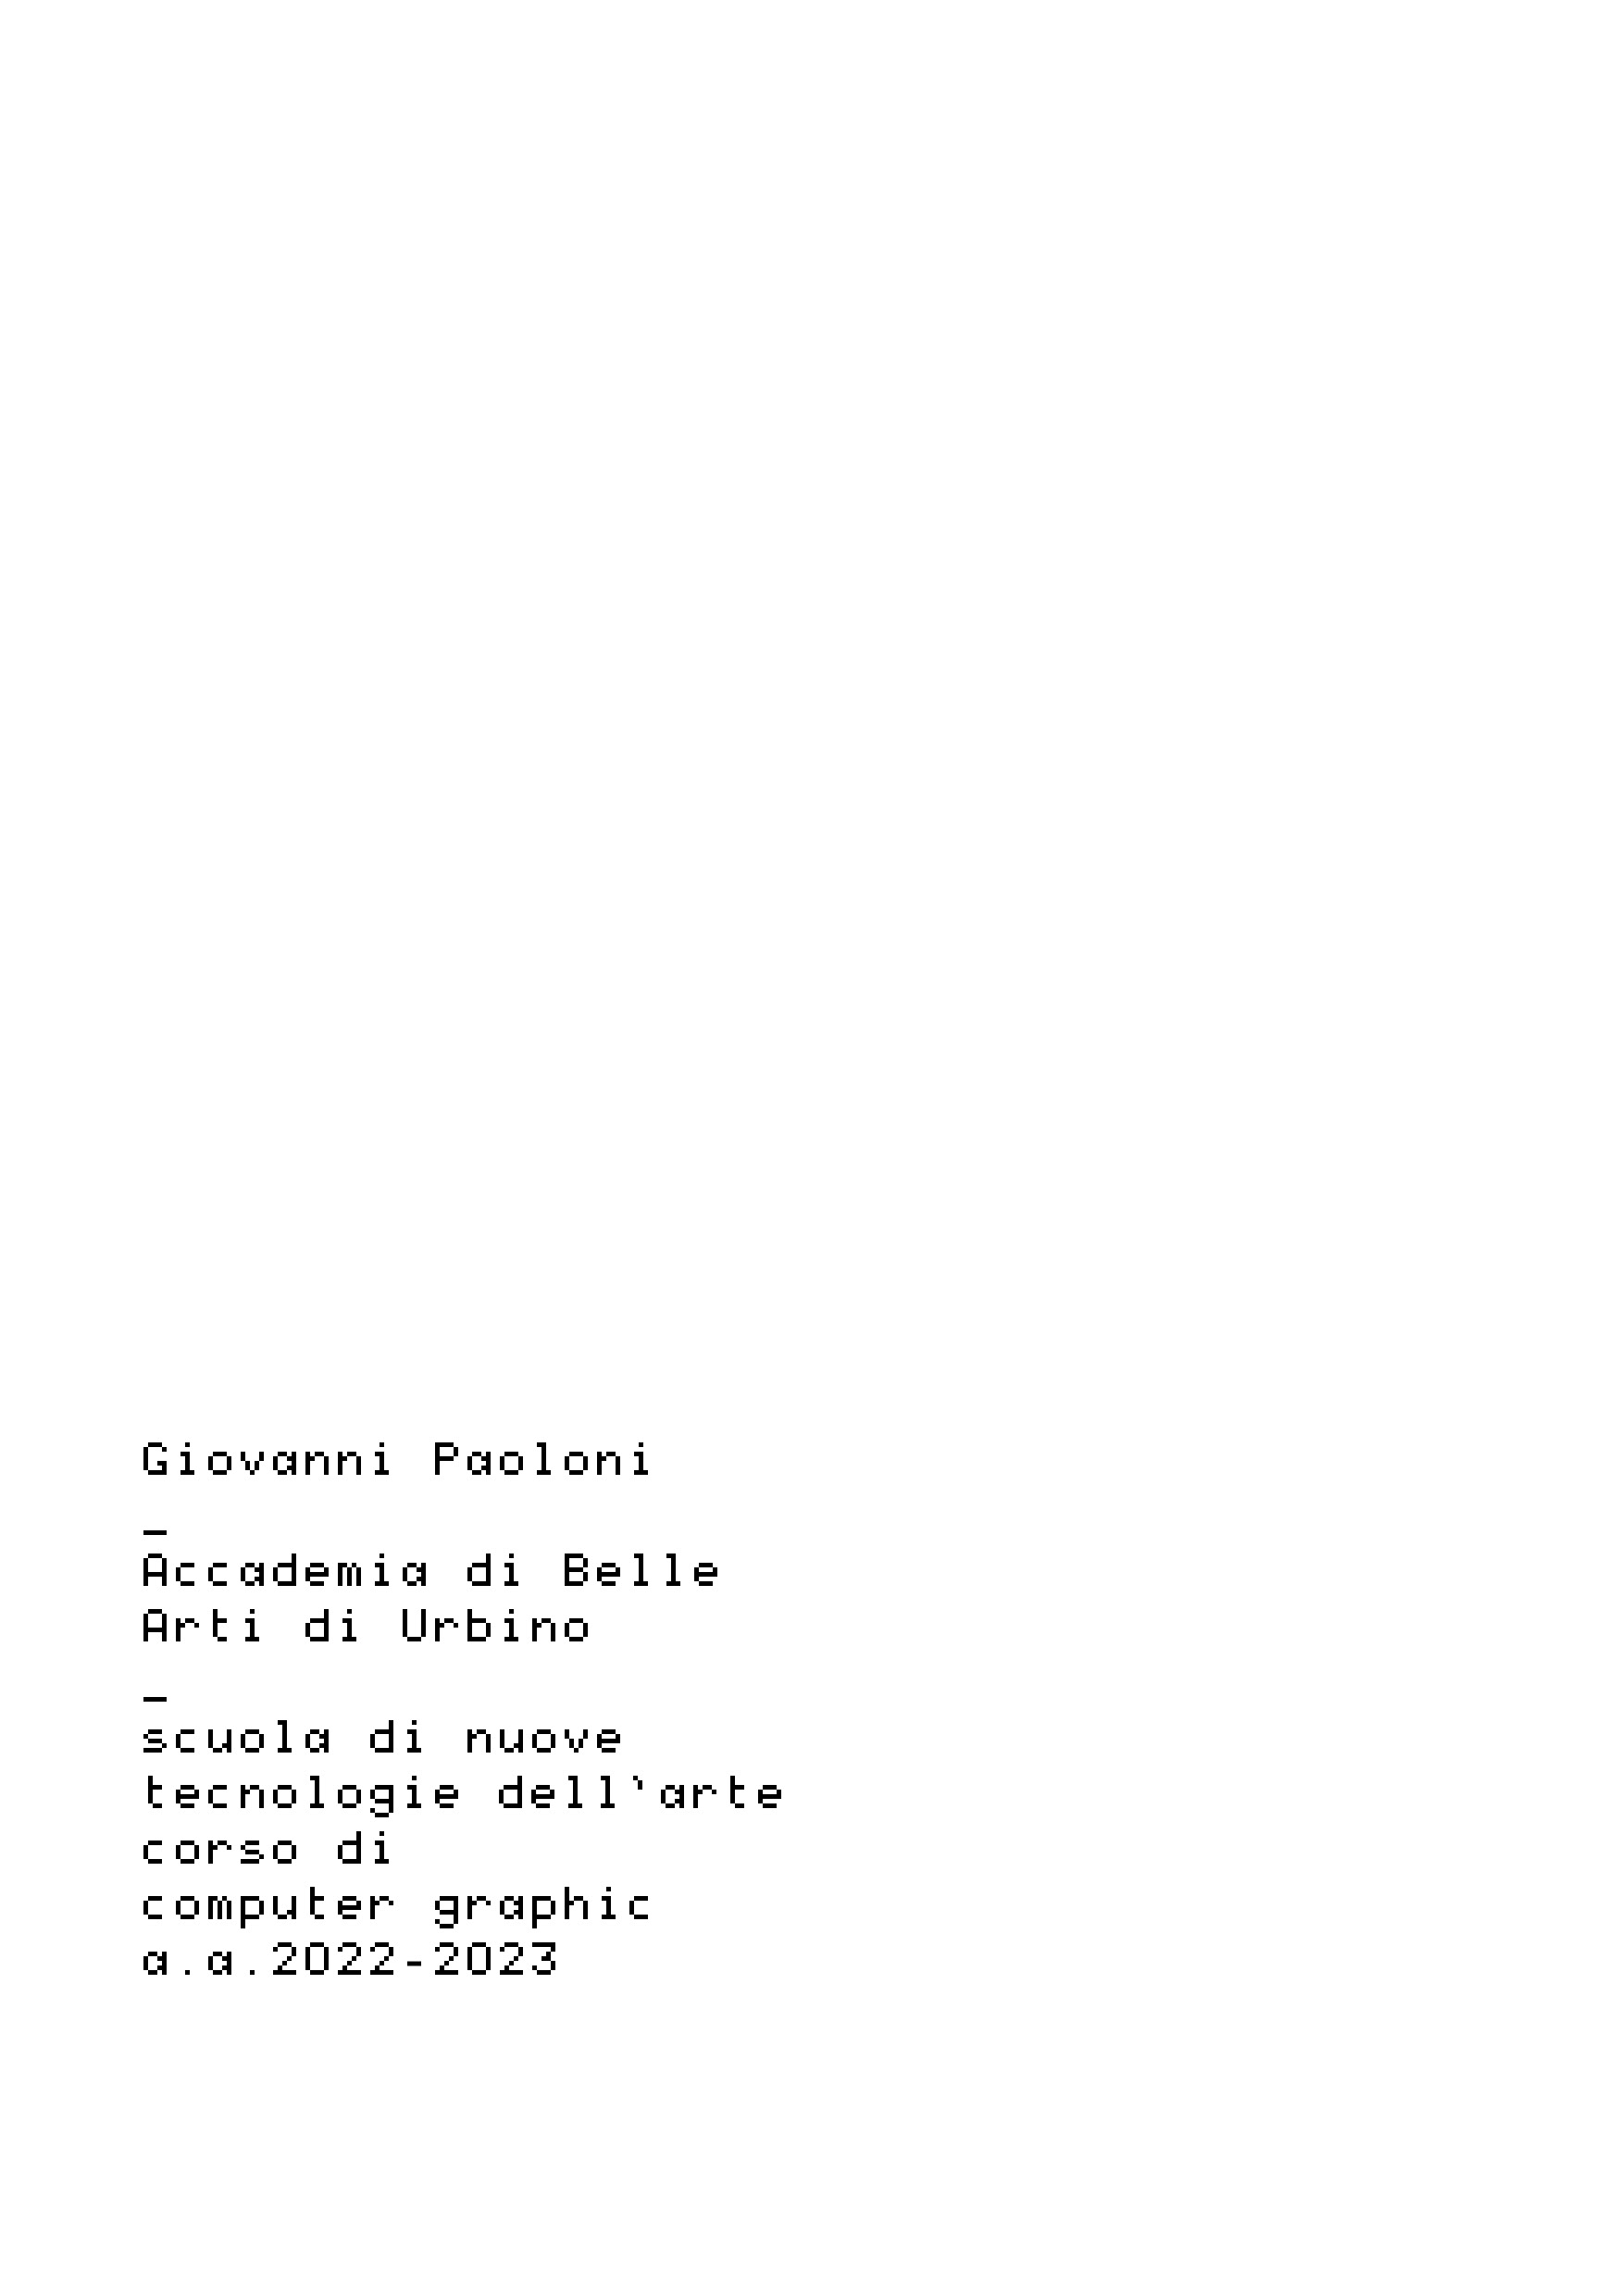 Giovanni Paoloni
_
Accademia di Belle
Arti di Urbino
_
scuola di nuove
tecnologie dell`arte
corso di
computer graphic
a.a.2022-2023